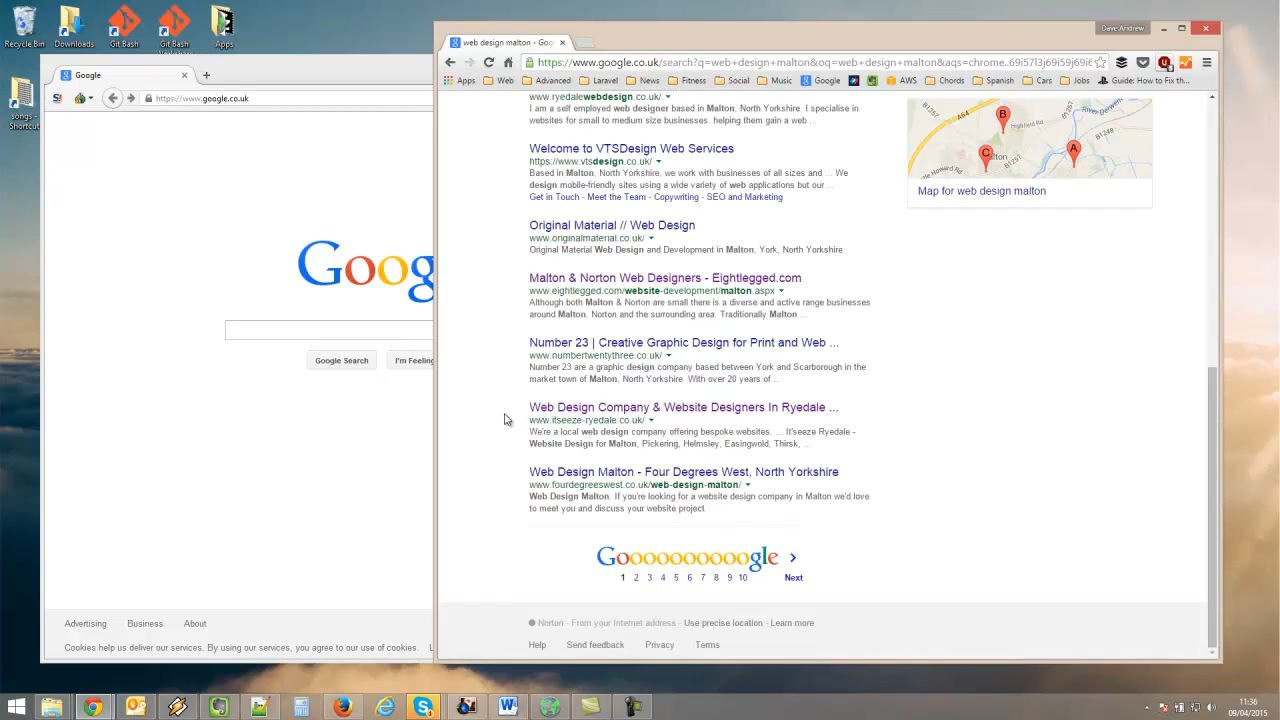 Recycle Bin
Downloads
Git Bash
Git Bash
Apps
songs -
Shortcut
Google
https://www.google.co.uk
Goog
Google Search
I'm Feeling
Advertising
Business
About
Cookies help us deliver our services. By using our services, you agree to our use of cookies.
Dave Andrew
web design malton - Goo
https://www.google.co.uk/search?q=web+design+malton&oq=web+design+malton&aqs=chrome..69i57l3j69i59j69i6
Apps
Web
Advanced
Laravel
News
Fitness
Social
Music
Google
AWS
Chords
Spanish
Cars
Jobs
Guide: How to Fix th...
www.ryedalewebdesign.co.uk/
I am a self employed web designer based in Malton, North Yorkshire. I specialise in
websites for small to medium size businesses. helping them gain a web ...
Welcome to VTSDesign Web Services
https://www.vtsdesign.co.uk/
Based in Malton, North Yorkshire, we work with businesses of all sizes and ... We
design mobile-friendly sites using a wide variety of web applications but our ...
Get in Touch - Meet the Team - Copywriting - SEO and Marketing
Original Material // Web Design
www.originalmaterial.co.uk/
Original Material Web Design and Development in Malton, York, North Yorkshire.
Malton & Norton Web Designers - Eightlegged.com
www.eightlegged.com/website-development/malton.aspx
Although both Malton & Norton are small there is a diverse and active range businesses
around Malton, Norton and the surrounding area. Traditionally Malton ...
Number 23 | Creative Graphic Design for Print and Web ...
www.numbertwentythree.co.uk/
Number 23 are a graphic design company based between York and Scarborough in the
market town of Malton, North Yorkshire. With over 20 years of ...
Web Design Company & Website Designers In Ryedale ...
www.itseeze-ryedale.co.uk/
We're a local web design company offering bespoke websites. ... It'seeze Ryedale -
Website Design for Malton, Pickering, Helmsley, Easingwold, Thirsk, ...
Web Design Malton - Four Degrees West, North Yorkshire
www.fourdegreeswest.co.uk/web-design-malton/
Web Design Malton. If you're looking for a website design company in Malton we'd love
to meet you and discuss your website project.
Goooooooooogle
1 2 3 4 5 6 7 8 9 10 Next
Norton - From your Internet address - Use precise location - Learn more
Help
Send feedback
Privacy
Terms
B
Highfield Rd
B1248
A
C
Map for web design malton
11:36
09/04/2015